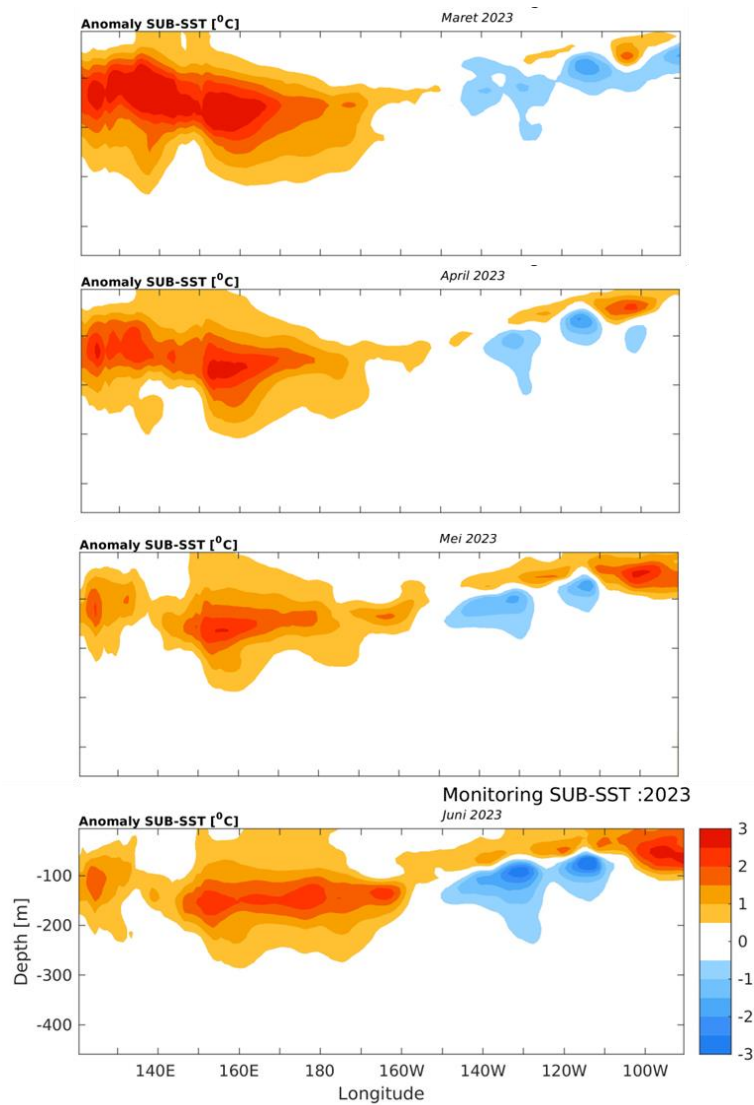 Anomaly SUB-SST [⁰C]
Maret 2023
Anomaly SUB-SST [⁰C]
April 2023
Anomaly SUB-SST [⁰C]
Mei 2023
Monitoring SUB-SST :2023
Anomaly SUB-SST [⁰C]
Juni 2023
3
2
1
0
-1
-2
-3
-100
-200
-300
-400
Depth [m]
140E 160E 180 160W 140W 120W 100W
Longitude